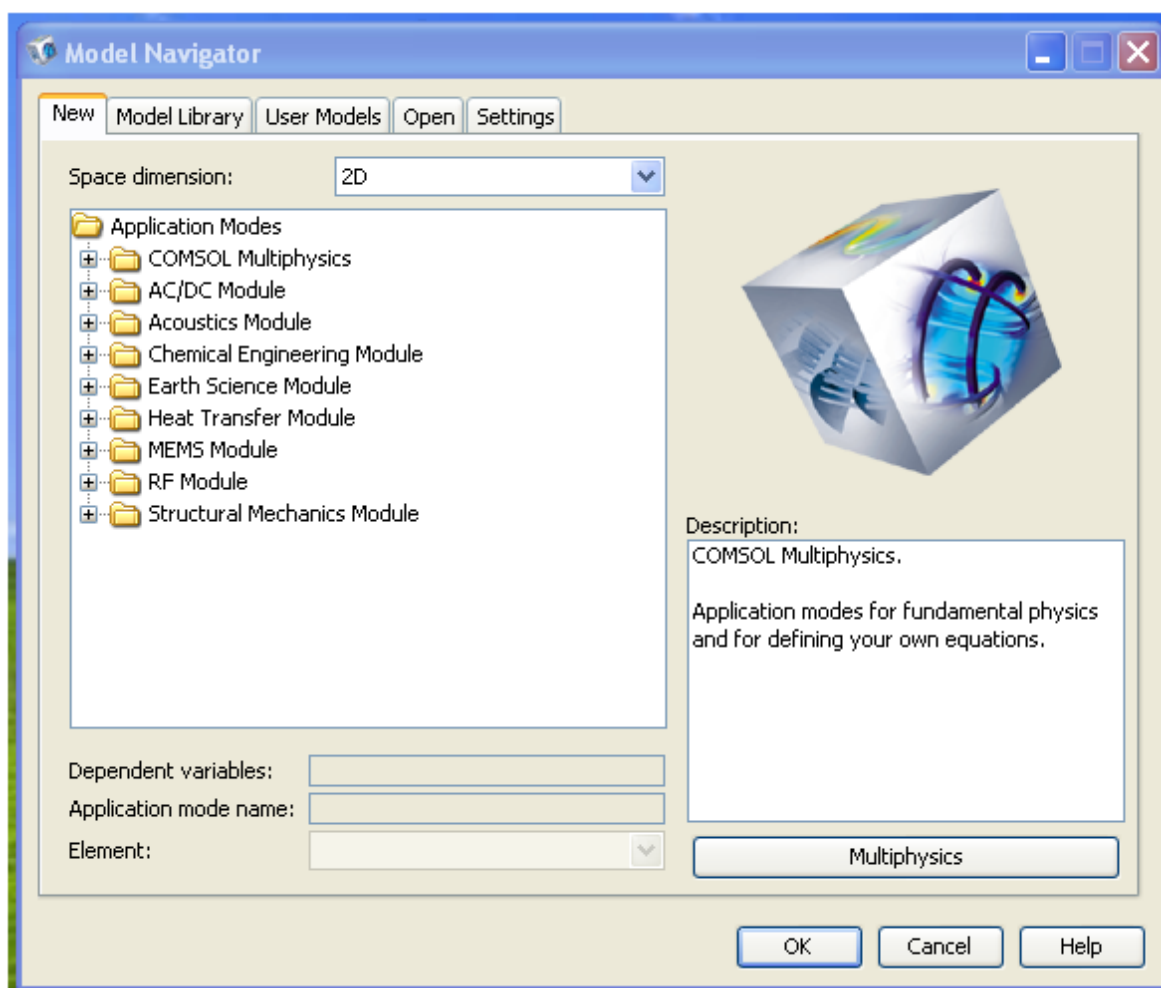 Model Navigator
New Model Library User Models Open Settings
Space dimension: 2D
Application Modes
COMSOL Multiphysics
AC/DC Module
Acoustics Module
Chemical Engineering Module
Earth Science Module
Heat Transfer Module
MEMS Module
RF Module
Structural Mechanics Module
Description:
COMSOL Multiphysics.
Application modes for fundamental physics
and for defining your own equations.
Dependent variables:
Application mode name:
Element:
Multiphysics
OK Cancel Help